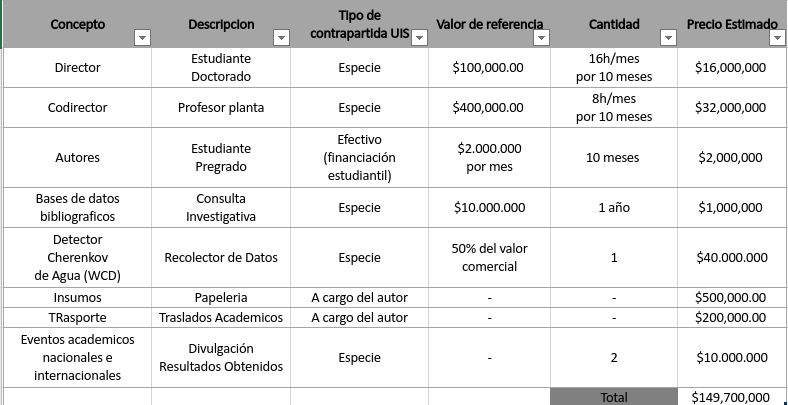 Concepto Descripcion Tipo de contrapartida UIS Valor de referencia Cantidad Precio Estimado
Director Estudiante Doctorado Especie $100,000.00 16h/mes por 10 meses $16,000,000
Codirector Profesor planta Especie $400,000.00 8h/mes por 10 meses $32,000,000
Autores Estudiante Pregrado Efectivo (financiación estudiantil) $2.000.000 por mes 10 meses $2,000,000
Bases de datos bibliograficos Consulta Investigativa Especie $10.000.000 1 año $1,000,000
Detector Cherenkov de Agua (WCD) Recolector de Datos Especie 50% del valor comercial 1 $40.000.000
Insumos Papeleria A cargo del autor - - $500,000.00
TRasporte Traslados Academicos A cargo del autor - - $200,000.00
Eventos academicos nacionales e internacionales Divulgación Resultados Obtenidos Especie - 2 $10.000.000
Total $149,700,000